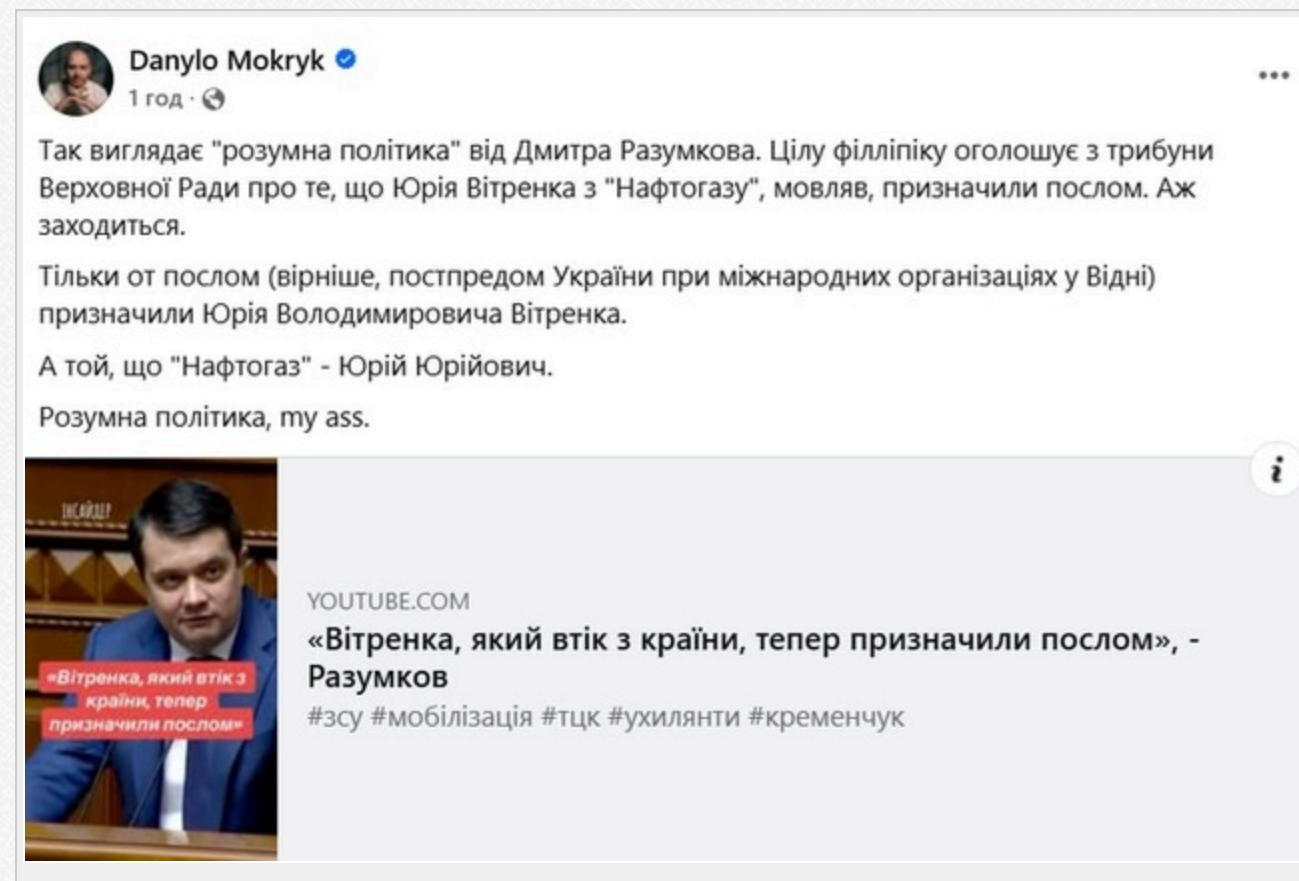 Danylo Mokryk
1 год ·
Так виглядає "розумна політика" від Дмитра Разумкова. Цілу філліпіку оголошує з трибуни
Верховної Ради про те, що Юрія Вітренка з "Нафтогазу", мовляв, призначили послом. Аж
заходиться.
Тільки от послом (вірніше, постпредом України при міжнародних організаціях у Відні)
призначили Юрія Володимировича Вітренка.
А той, що "Нафтогаз" - Юрій Юрійович.
Розумна політика, my ass.
ІНСАЙДЕР
«Вітренка, який втік з
країни, тепер
призначили послом»
YOUTUBE.COM
«Вітренка, який втік з країни, тепер призначили послом», -
Разумков
#зсу #мобілізація #тцк #ухилянти #кременчук